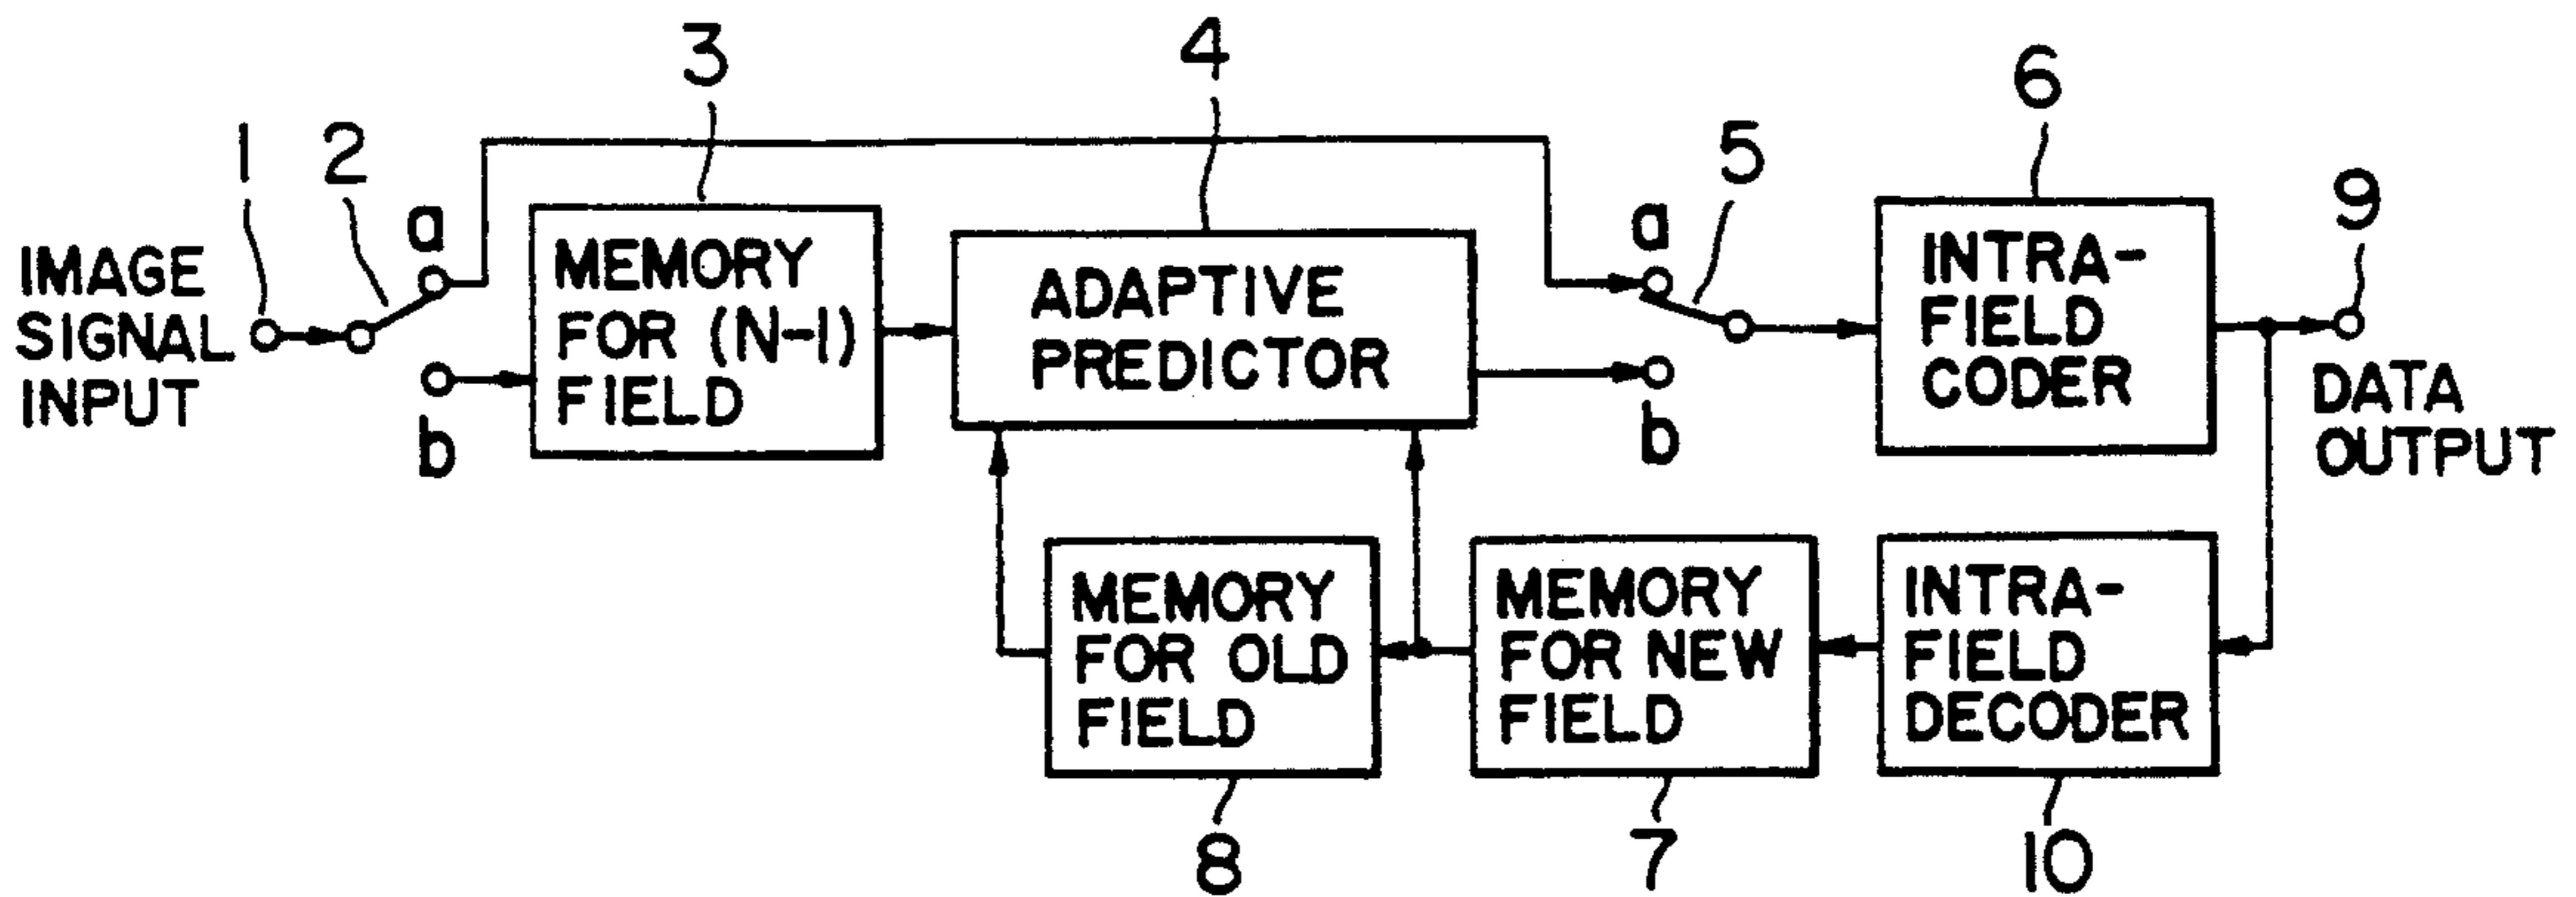 3
4
6
1
2
5
9
a
a
b
b
IMAGE
SIGNAL
INPUT
MEMORY
FOR (N-1)
FIELD
ADAPTIVE
PREDICTOR
INTRA-
FIELD
CODER
DATA
OUTPUT
MEMORY
FOR OLD
FIELD
MEMORY
FOR NEW
FIELD
INTRA-
FIELD
DECODER
8
7
10